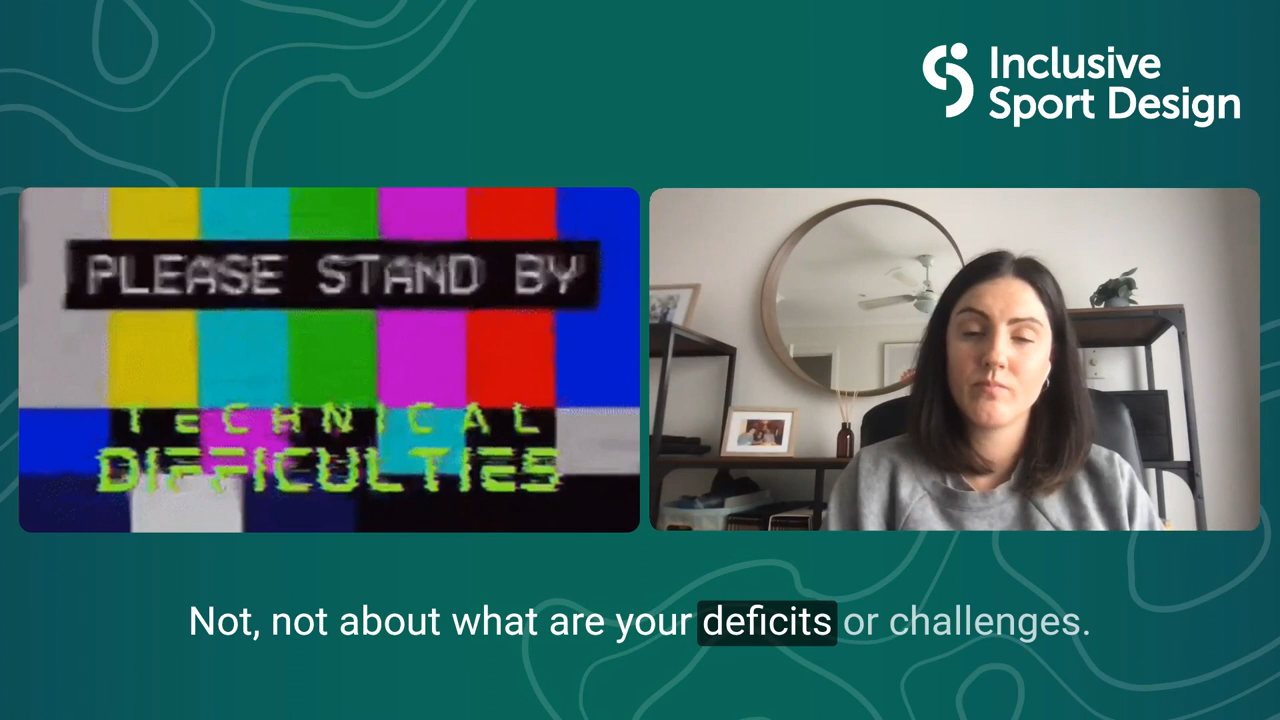 Inclusive
Sport Design
PLEASE STAND BY
TECHNICAL
DIFFICULTIES
Not, not about what are your deficits or challenges.